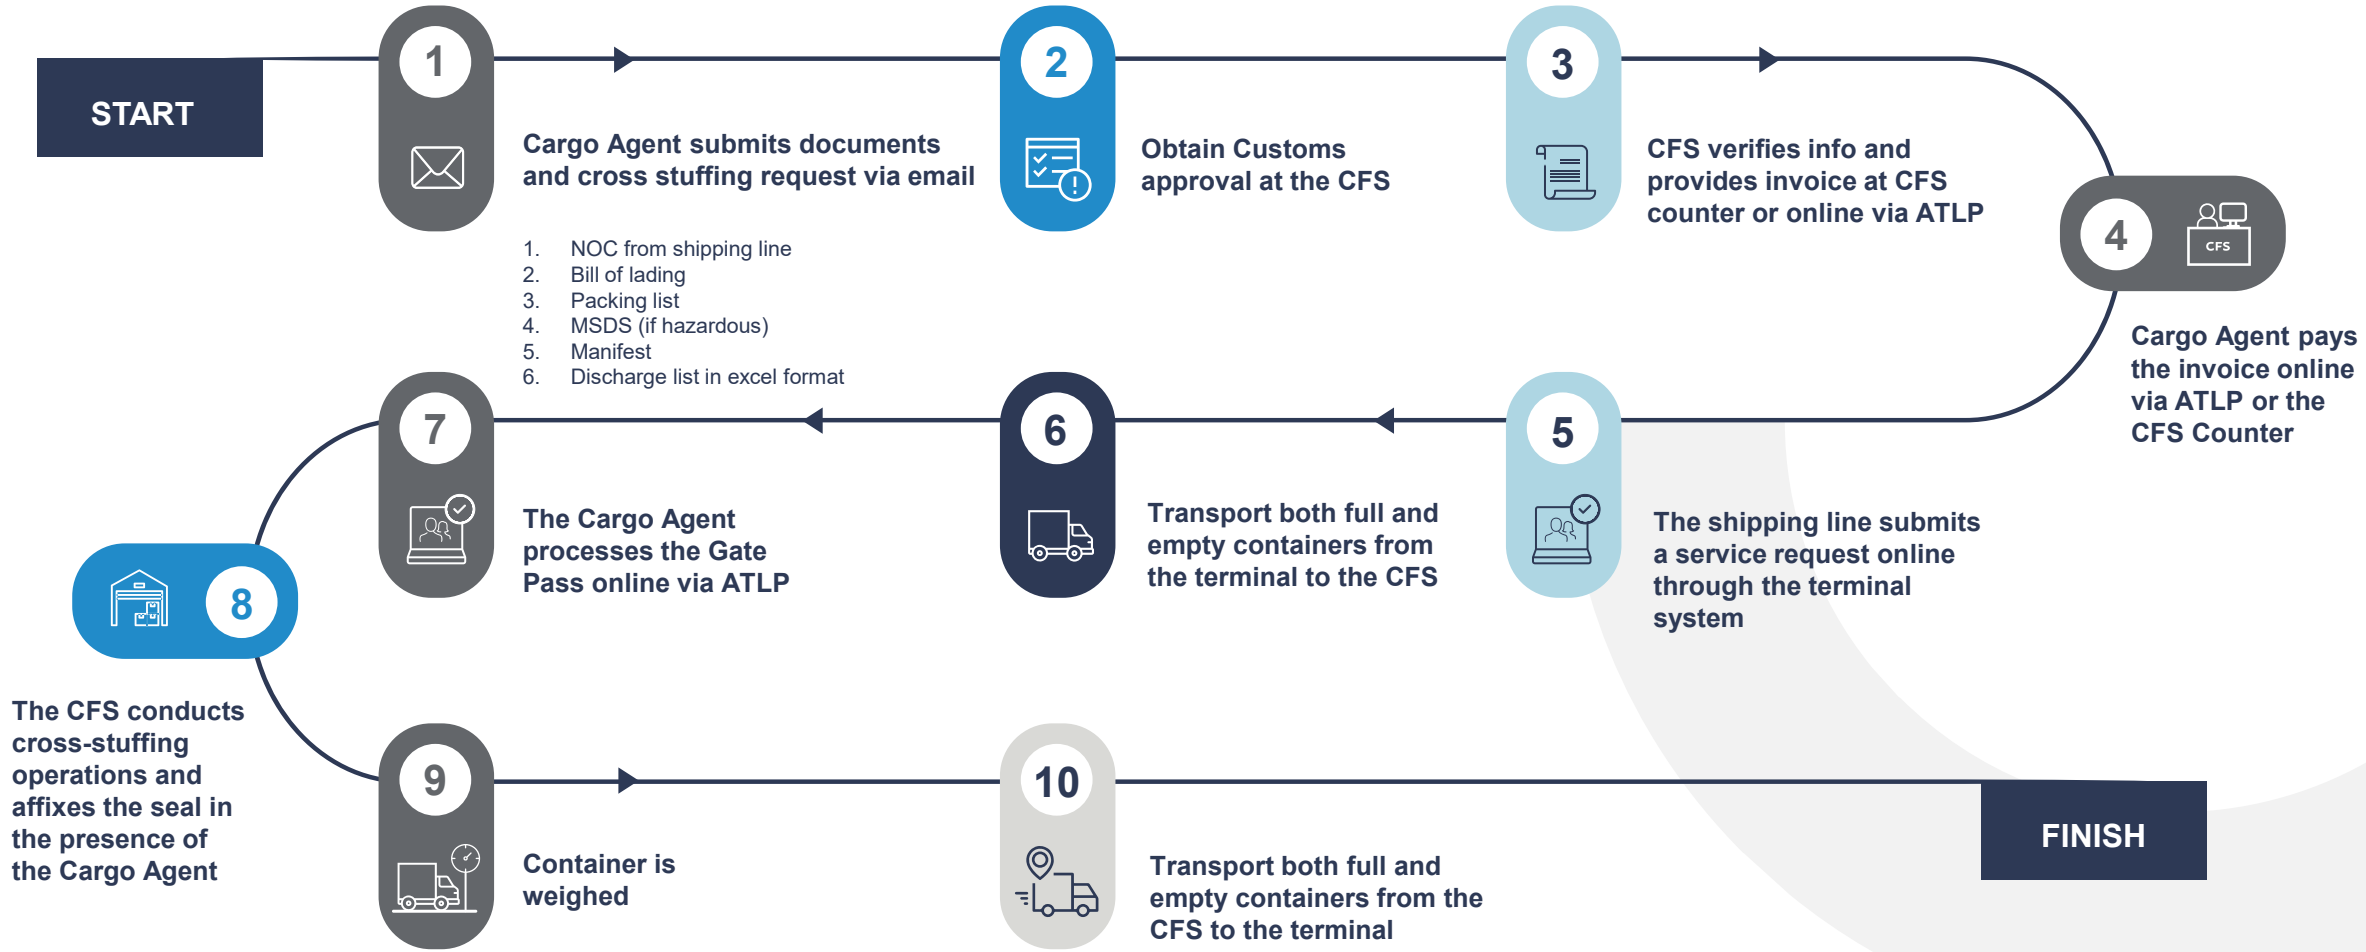 START
1
Cargo Agent submits documents
and cross stuffing request via email
1. NOC from shipping line
2. Bill of lading
3. Packing list
4. MSDS (if hazardous)
5. Manifest
6. Discharge list in excel format
2
Obtain Customs
approval at the CFS
3
CFS verifies info and
provides invoice at CFS
counter or online via ATLP
4
CFS
Cargo Agent pays
the invoice online
via ATLP or the
CFS Counter
5
The shipping line submits
a service request online
through the terminal
system
6
Transport both full and
empty containers from
the terminal to the CFS
7
The Cargo Agent
processes the Gate
Pass online via ATLP
8
The CFS conducts
cross-stuffing
operations and
affixes the seal in
the presence of
the Cargo Agent
9
Container is
weighed
10
Transport both full and
empty containers from the
CFS to the terminal
FINISH